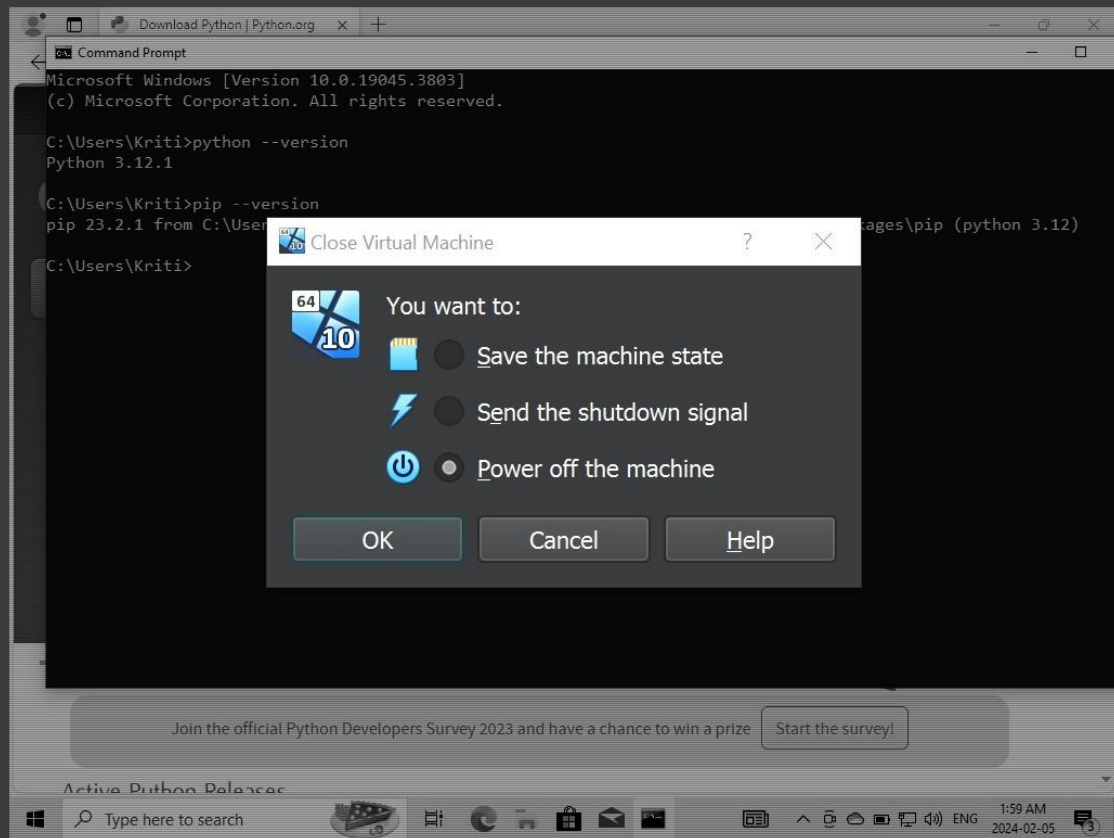 Download Python | Python.org
Command Prompt
Microsoft Windows [Version 10.0.19045.3803]
(c) Microsoft Corporation. All rights reserved.
C:\Users\Kriti>python --version
Python 3.12.1
C:\Users\Kriti>pip --version
pip 23.2.1 from C:\User
kages\pip (python 3.12)
C:\Users\Kriti>
64
10
Close Virtual Machine
?
64
10
You want to:
Save the machine state
Send the shutdown signal
Power off the machine
OK
Cancel
Help
Join the official Python Developers Survey 2023 and have a chance to win a prize
Start the survey!
Active Python Releases
Type here to search
ENG
1:59 AM
2024-02-05
3